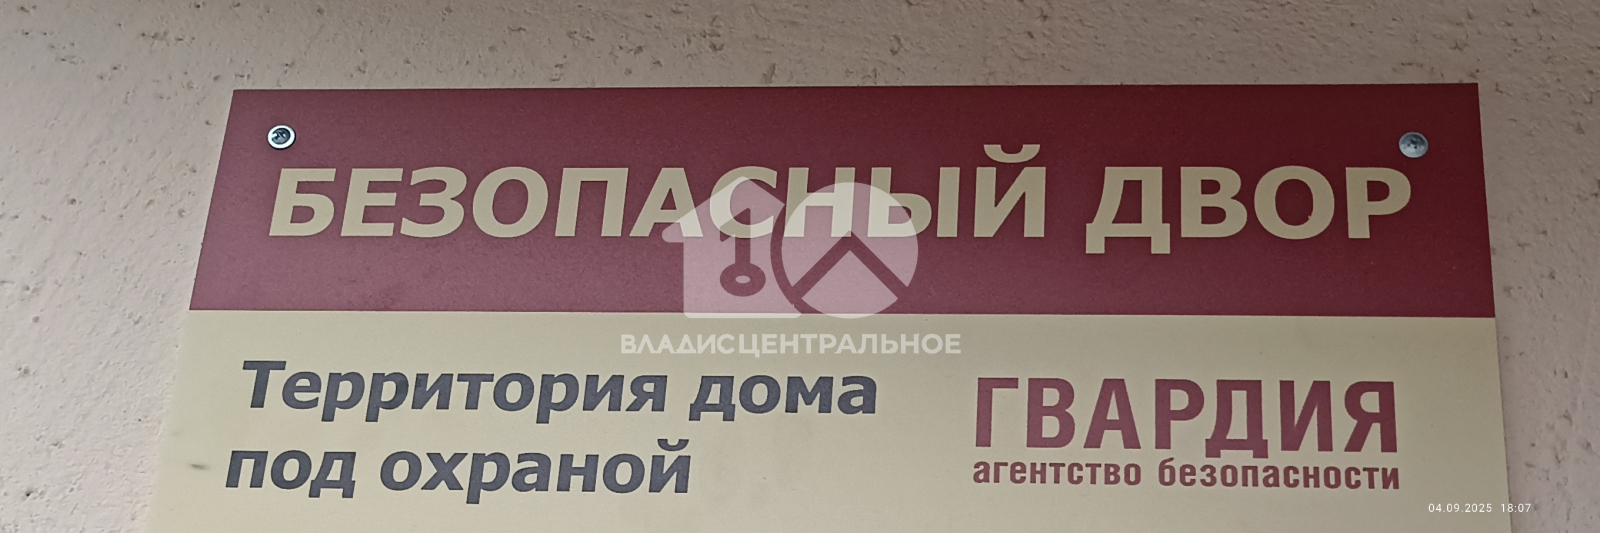 БЕЗОПАСНЫЙ ДВОР
ВЛАДИСЦЕНТРАЛЬНОЕ
Территория дома
под охраной
ГВАРДИЯ
агентство безопасности
04.09.2025 18:07